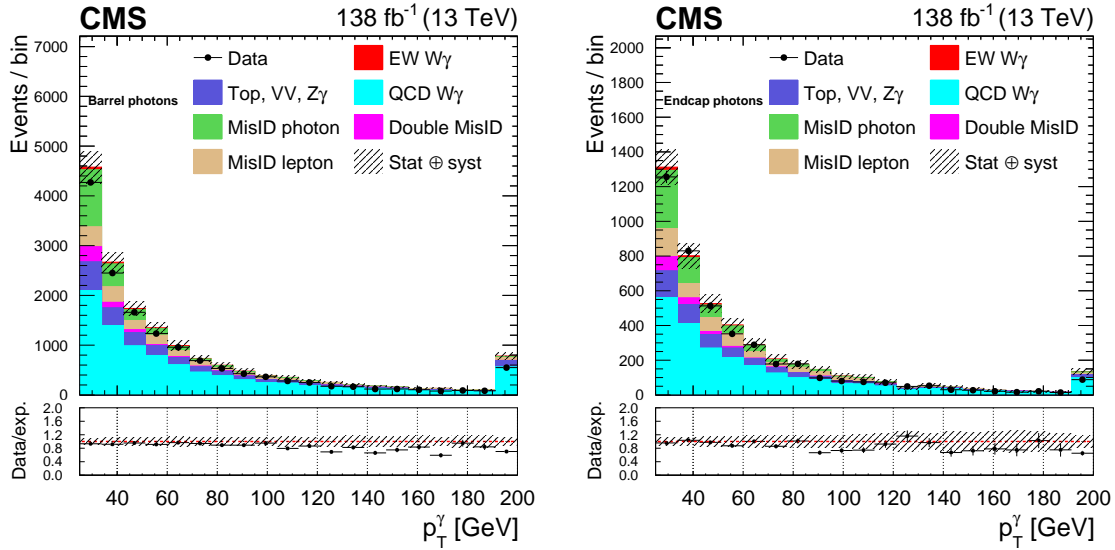 CMS 138 fb⁻¹ (13 TeV)
Events / bin
7000
6000
5000
4000
3000
2000
1000
0
Barrel photons
Data
EW Wγ
Top, VV, Zγ
QCD Wγ
MisID photon
Double MisID
MisID lepton
Stat ⊕ syst
Data/exp.
2.0
1.6
1.2
0.8
0.4
40 60 80 100 120 140 160 180 200
p_T^γ [GeV]
CMS 138 fb⁻¹ (13 TeV)
Events / bin
2000
1800
1600
1400
1200
1000
800
600
400
200
0
Endcap photons
Data
EW Wγ
Top, VV, Zγ
QCD Wγ
MisID photon
Double MisID
MisID lepton
Stat ⊕ syst
Data/exp.
2.0
1.6
1.2
0.8
0.4
40 60 80 100 120 140 160 180 200
p_T^γ [GeV]